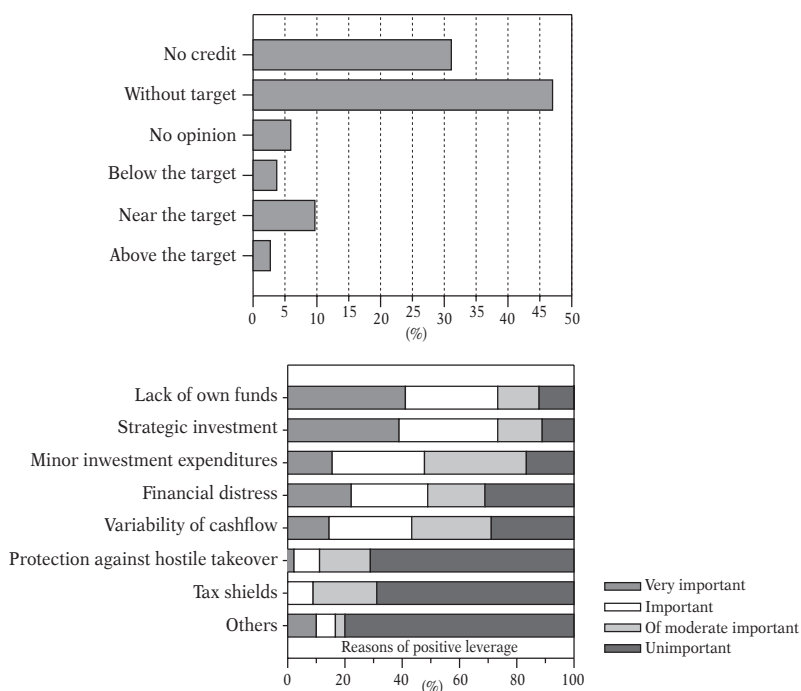 No credit
Without target
No opinion
Below the target
Near the target
Above the target
0 5 10 15 20 25 30 35 40 45 50
(%)
Lack of own funds
Strategic investment
Minor inwestment expenditures
Financial distress
Variability of cashflow
Protection against hostile takeover
Tax shields
Others
Reasons of positive leverage
0 20 40 60 80 100
(%)
Very important
Important
Of moderate important
Unimportant